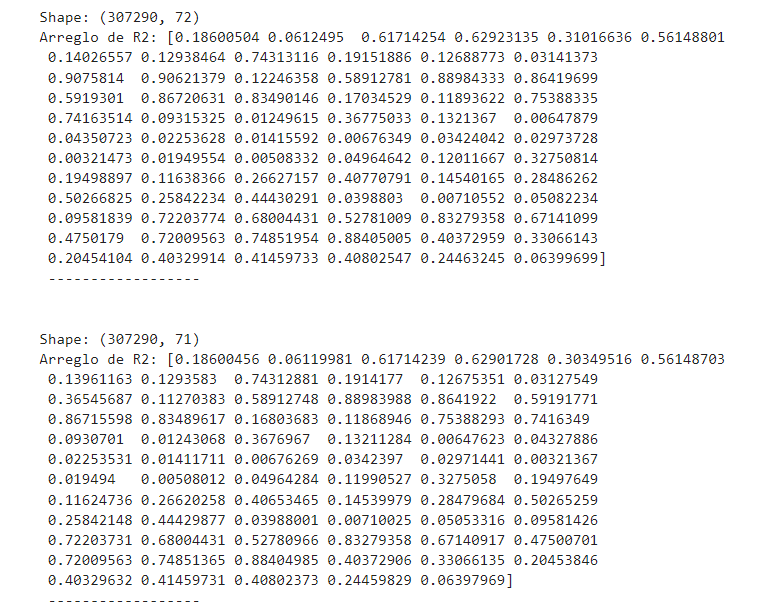 Shape: (307290, 72)
Arreglo de R2: [0.18600504 0.0612495  0.61714254 0.62923135 0.31016636 0.56148801
 0.14026557 0.12938464 0.74313116 0.19151886 0.12688773 0.03141373
 0.9075814  0.90621379 0.12246358 0.58912781 0.88984333 0.86419699
 0.5919301  0.86720631 0.83490146 0.17034529 0.11893622 0.75388335
 0.74163514 0.09315325 0.01249615 0.36775033 0.1321367  0.00647879
 0.04350723 0.02253628 0.01415592 0.00676349 0.03424042 0.02973728
 0.00321473 0.01949554 0.00508332 0.04964642 0.12011667 0.32750814
 0.19498897 0.11638366 0.26627157 0.40770791 0.14540165 0.28486262
 0.50266825 0.25842234 0.44430291 0.0398803  0.00710552 0.05082234
 0.09581839 0.72203774 0.68004431 0.52781009 0.83279358 0.67141099
 0.4750179  0.72009563 0.74851954 0.88405005 0.40372959 0.33066143
 0.20454104 0.40329914 0.41459733 0.40802547 0.24463245 0.06399699]
------------------
Shape: (307290, 71)
Arreglo de R2: [0.18600456 0.06119981 0.61714239 0.62901728 0.30349516 0.56148703
 0.13961163 0.1293583  0.74312881 0.1914177  0.12675351 0.03127549
 0.36545687 0.11270383 0.58912748 0.88983988 0.8641922  0.59191771
 0.86715598 0.83489617 0.16803683 0.11868946 0.75388293 0.7416349
 0.0930701  0.01243068 0.3676967  0.13211284 0.00647623 0.04327886
 0.02253531 0.01411711 0.00676269 0.0342397  0.02971441 0.00321367
 0.019494   0.00508012 0.04964284 0.11990527 0.3275058  0.19497649
 0.11624736 0.26620258 0.40653465 0.14539979 0.28479684 0.50265259
 0.25842148 0.44429877 0.03988001 0.00710025 0.05053316 0.09581426
 0.72203731 0.68004431 0.52780966 0.83279358 0.67140917 0.47500701
 0.72009563 0.74851365 0.88404985 0.40372906 0.33066135 0.20453846
 0.40329632 0.41459731 0.40802373 0.24459829 0.06397969]
------------------